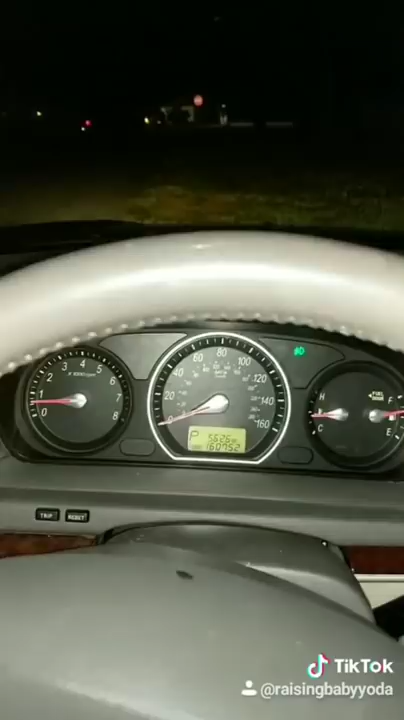 20 40 60 80 100 120 140 160
0 1 2 3 4 5 6 7 8
H
C
F
E
P
160752
TRIP RESET
TikTok
@raisingbabyyoda